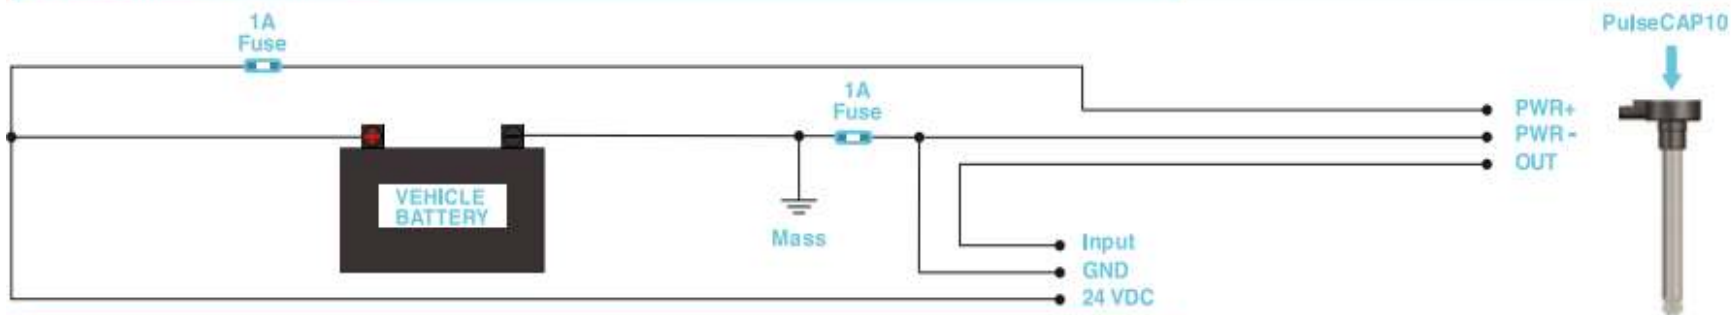 1A
Fuse
PulseCAP10
1A
Fuse
PWR+
PWR-
OUT
VEHICLE
BATTERY
Mass
Input
GND
24 VDC